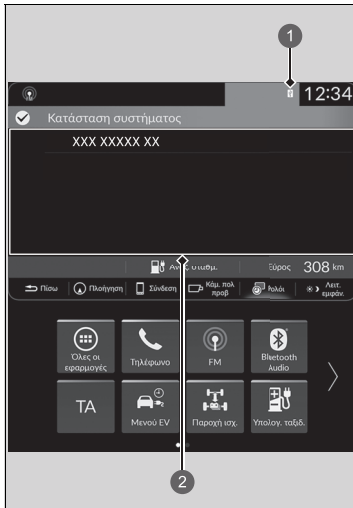 1
12:34
Κατάσταση συστήματος
XXX XXXXX XX
308 km
Πίσω
Πλοήγηση
Σύνδεση
Κάμ. πολ
προβ
Λειτ.
εμφάν.
Όλες οι
εφαρμογές
Τηλέφωνο
FM
Bluetooth
Audio
TA
Μενού EV
Παροχή ισχ.
Υπολογ. ταξιδ.
2